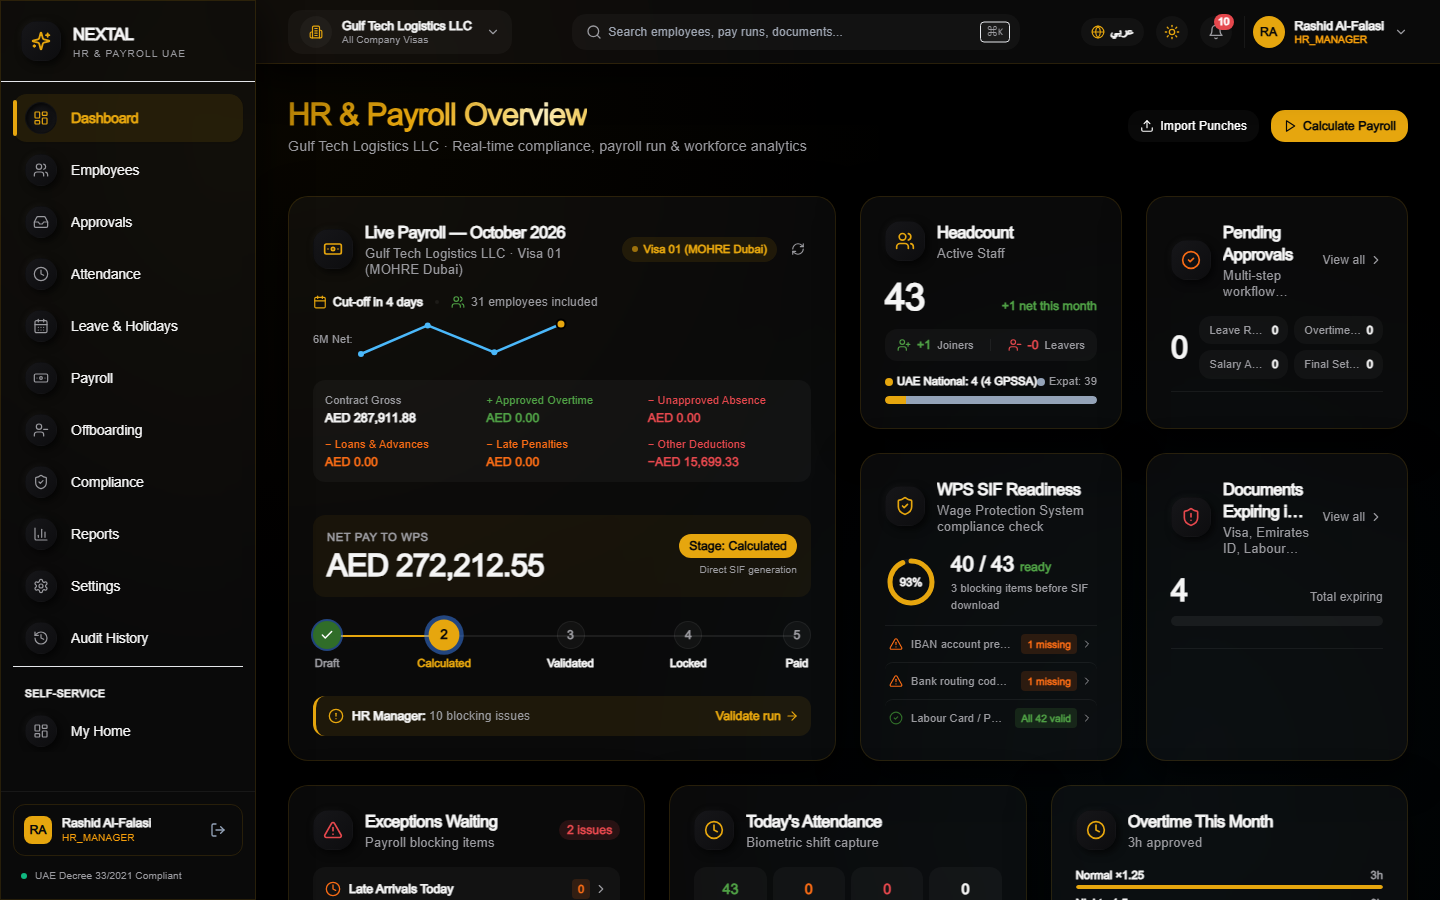 NEXTAL
HR & PAYROLL UAE
Dashboard
Employees
Approvals
Attendance
Leave & Holidays
Payroll
Offboarding
Compliance
Reports
Settings
Audit History
SELF-SERVICE
My Home
RA
Rashid Al-Falasi
HR_MANAGER
UAE Decree 33/2021 Compliant
Gulf Tech Logistics LLC
All Company Visas
Search employees, pay runs, documents...
⌘K
عربي
10
RA
Rashid Al-Falasi
HR_MANAGER
HR & Payroll Overview
Gulf Tech Logistics LLC · Real-time compliance, payroll run & workforce analytics
Import Punches
Calculate Payroll
Live Payroll — October 2026
Gulf Tech Logistics LLC · Visa 01
(MOHRE Dubai)
Visa 01 (MOHRE Dubai)
Cut-off in 4 days
31 employees included
6M Net:
Contract Gross
AED 287,911.88
+ Approved Overtime
AED 0.00
− Unapproved Absence
AED 0.00
− Loans & Advances
AED 0.00
− Late Penalties
AED 0.00
− Other Deductions
−AED 15,699.33
NET PAY TO WPS
AED 272,212.55
Stage: Calculated
Direct SIF generation
2
3
4
5
Draft
Calculated
Validated
Locked
Paid
HR Manager: 10 blocking issues
Validate run
Headcount
Active Staff
43
+1 net this month
+1 Joiners
-0 Leavers
UAE National: 4 (4 GPSSA)
Expat: 39
Pending
Approvals
Multi-step
workflow...
View all
0
Leave R... 0
Overtime... 0
Salary A... 0
Final Set... 0
WPS SIF Readiness
Wage Protection System
compliance check
93%
40 / 43 ready
3 blocking items before SIF
download
IBAN account pre... 1 missing
Bank routing cod... 1 missing
Labour Card / P... All 42 valid
Documents
Expiring i...
Visa, Emirates
ID, Labour...
View all
4
Total expiring
Exceptions Waiting
Payroll blocking items
2 issues
Late Arrivals Today
0
Today's Attendance
Biometric shift capture
43
0
0
0
Overtime This Month
3h approved
Normal ×1.25
3h